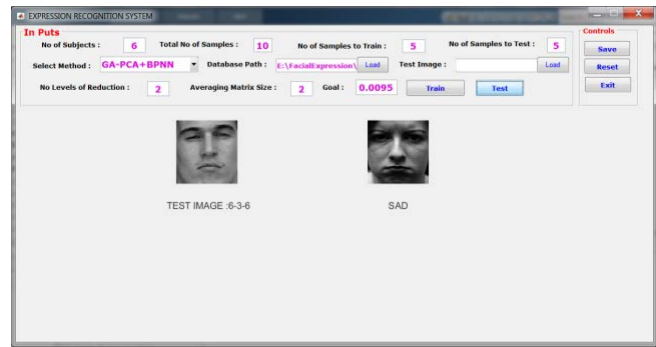 EXPRESSION RECOGNITION SYSTEM
In Puts
No of Subjects : 6 Total No of Samples : 10 No of Samples to Train : 5 No of Samples to Test : 5
Select Method : GA-PCA+BPNN Database Path : E:\FacialExpression\ Load Test Image : Load
No Levels of Reduction : 2 Averaging Matrix Size : 2 Goal : 0.0095 Train Test
Controls
Save
Reset
Exit
TEST IMAGE :6-3-6 SAD